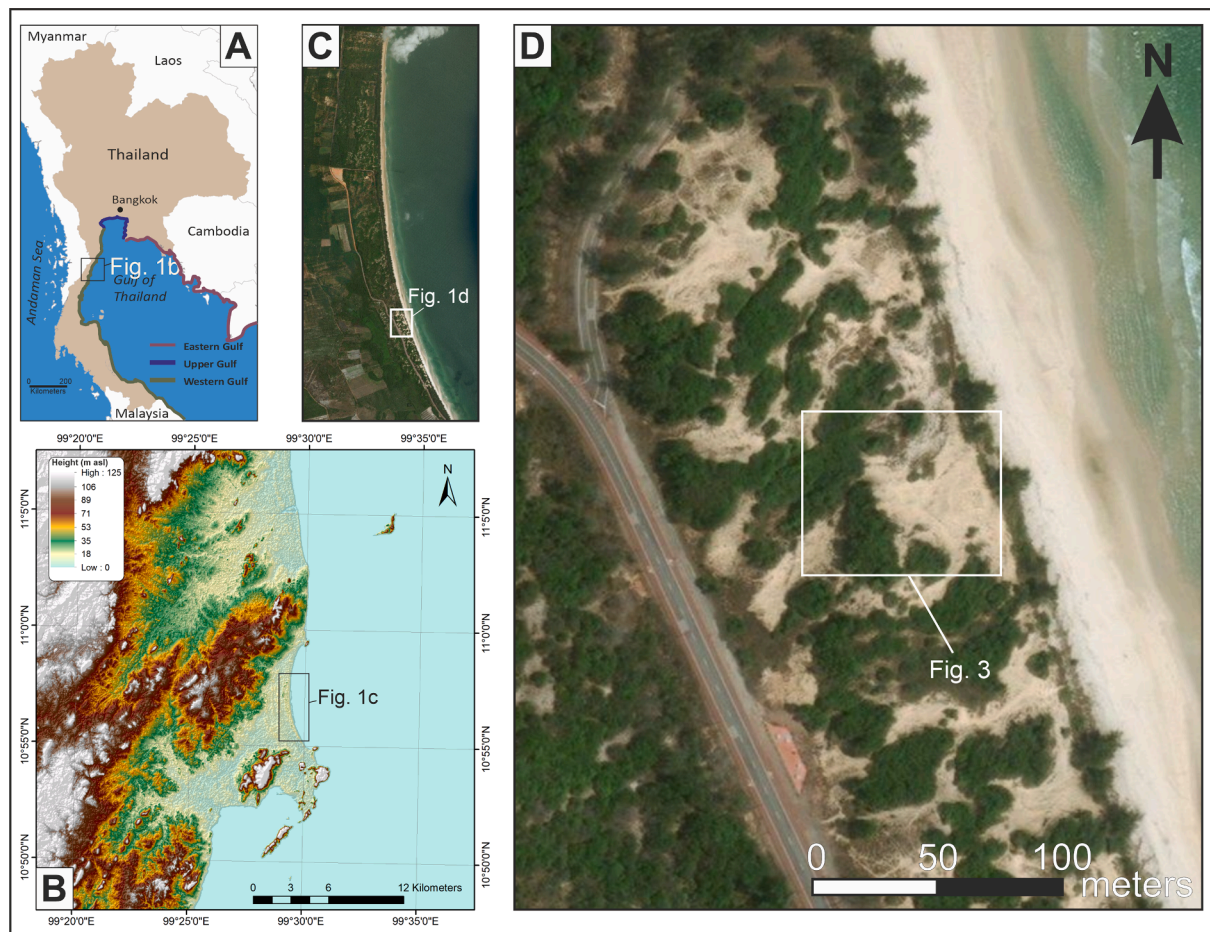 A
Myanmar
Laos
Thailand
Bangkok
Cambodia
Andaman Sea
Fig. 1b
Gulf of
Thailand
Eastern Gulf
Upper Gulf
Western Gulf
0 200
Kilometers
Malaysia
C
Fig. 1d
99°20'0"E 99°25'0"E 99°30'0"E 99°35'0"E
Height (m asl)
High : 125
106
89
71
53
35
18
Low : 0
N
11°5'0"N 11°5'0"N
11°0'0"N 11°0'0"N
Fig. 1c
10°55'0"N 10°55'0"N
10°50'0"N 10°50'0"N
B
0 3 6 12 Kilometers
99°20'0"E 99°25'0"E 99°30'0"E 99°35'0"E
D
N
Fig. 3
0 50 100
meters